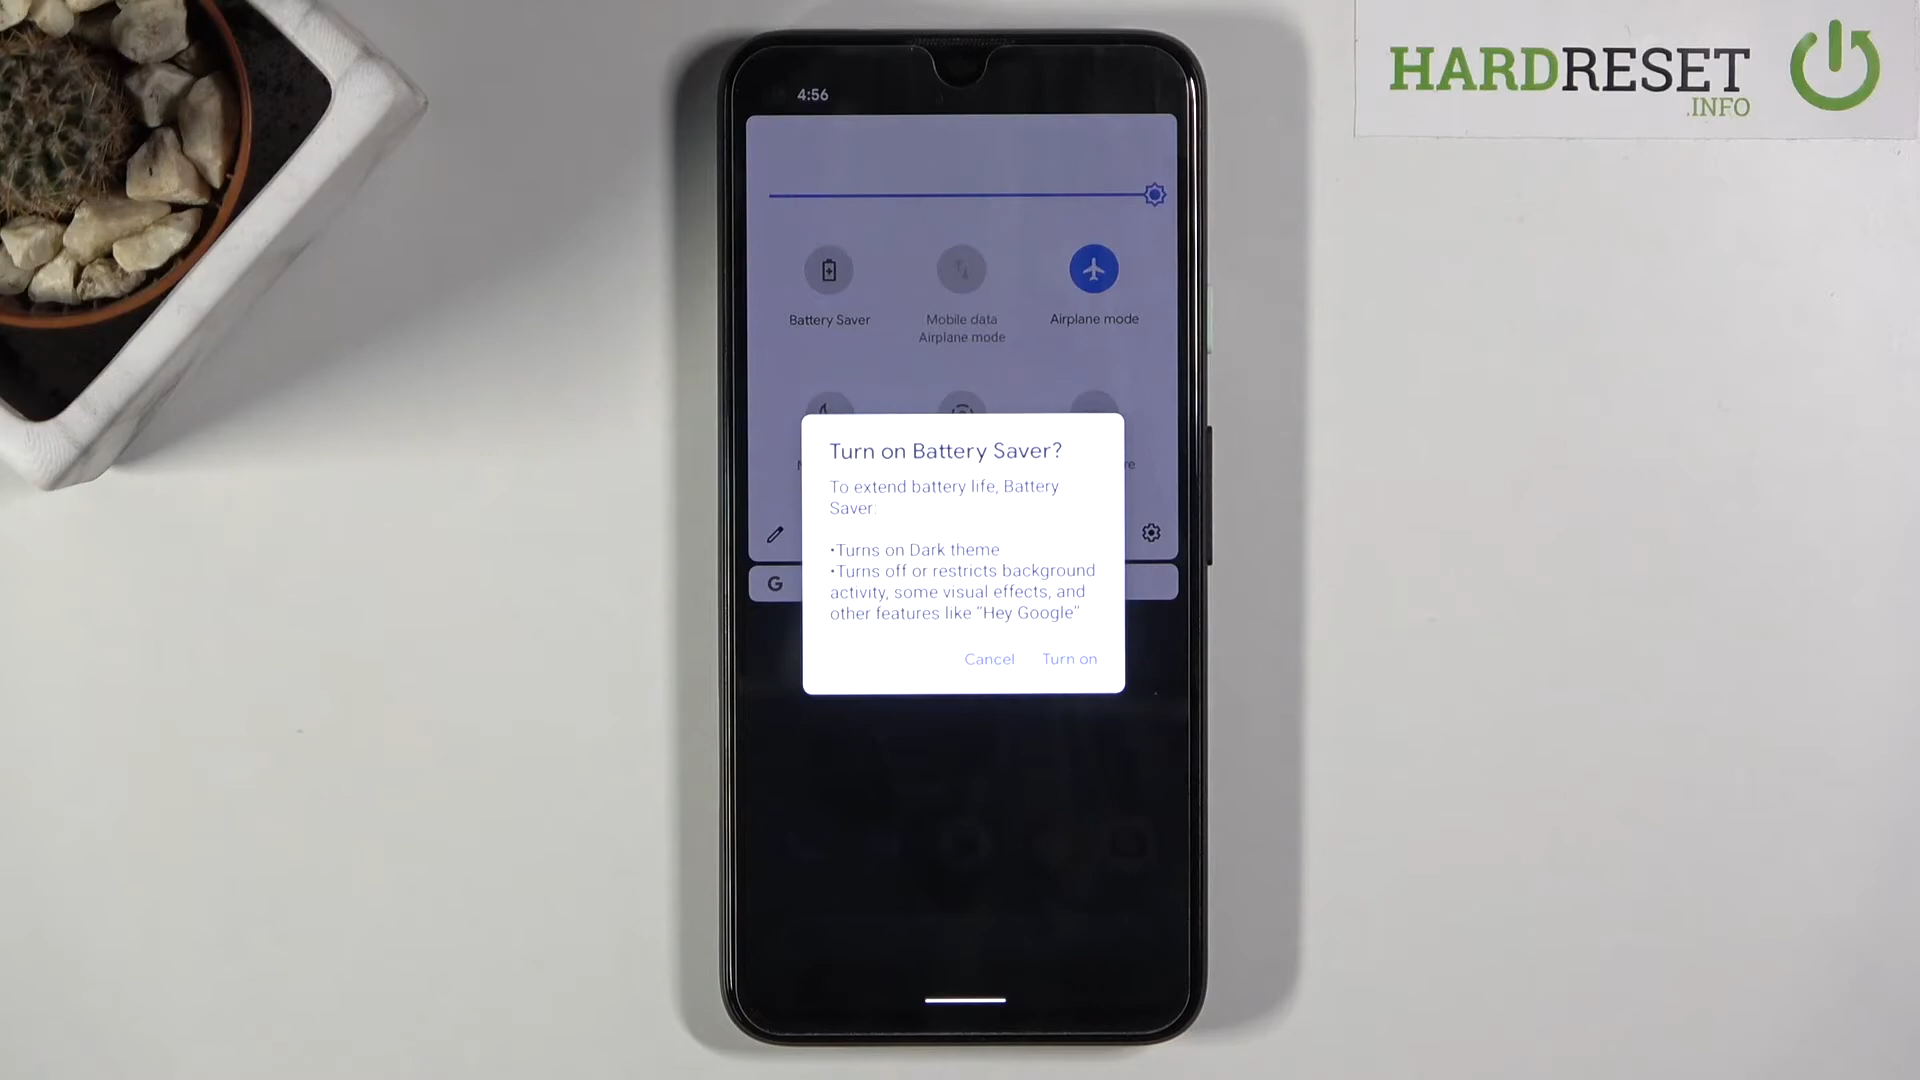 HARDRESET
.INFO
4:56
Battery Saver
Mobile data
Airplane mode
Airplane mode
Turn on Battery Saver?
To extend battery life, Battery
Saver:
•Turns on Dark theme
•Turns off or restricts background
activity, some visual effects, and
other features like “Hey Google”
Cancel
Turn on
G